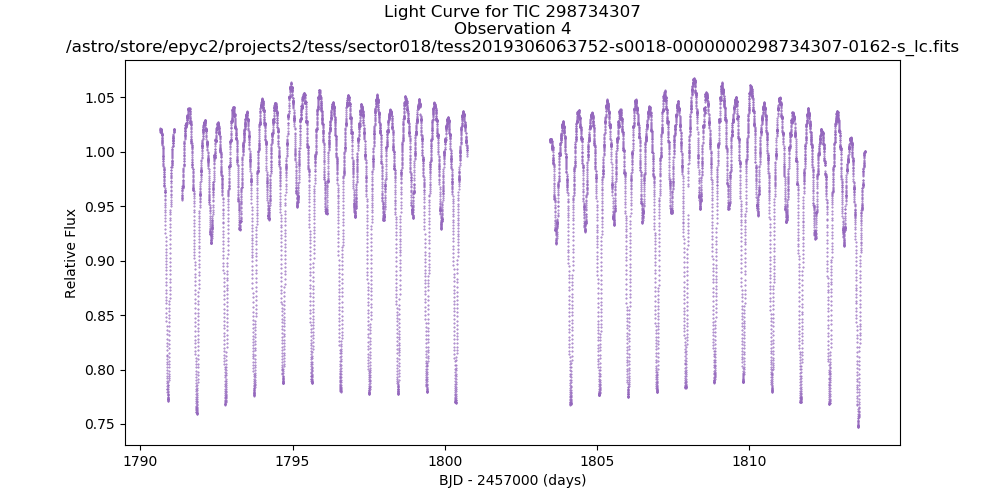 Light Curve for TIC 298734307
Observation 4
/astro/store/epyc2/projects2/tess/sector018/tess2019306063752-s0018-0000000298734307-0162-s_lc.fits
1.05
1.00
0.95
0.90
0.85
0.80
0.75
Relative Flux
1790
1795
1800
1805
1810
BJD - 2457000 (days)